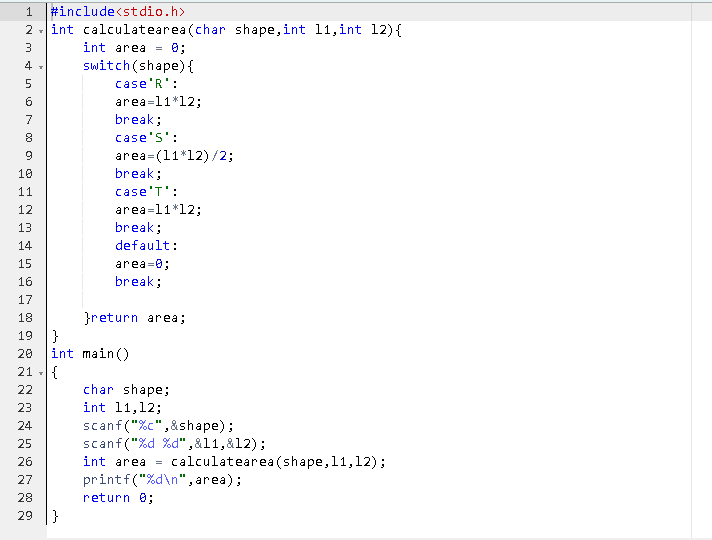 1 #include<stdio.h>
2 int calculatearea(char shape,int l1,int l2){
3     int area = 0;
4     switch(shape){
5         case'R':
6         area=l1*l2;
7         break;
8         case'S':
9         area=(l1*l2)/2;
10         break;
11         case'T':
12         area=l1*l2;
13         break;
14         default:
15         area=0;
16         break;
17
18     }return area;
19 }
20 int main()
21 {
22     char shape;
23     int l1,l2;
24     scanf("%c",&shape);
25     scanf("%d %d",&l1,&l2);
26     int area = calculatearea(shape,l1,l2);
27     printf("%d\n",area);
28     return 0;
29 }